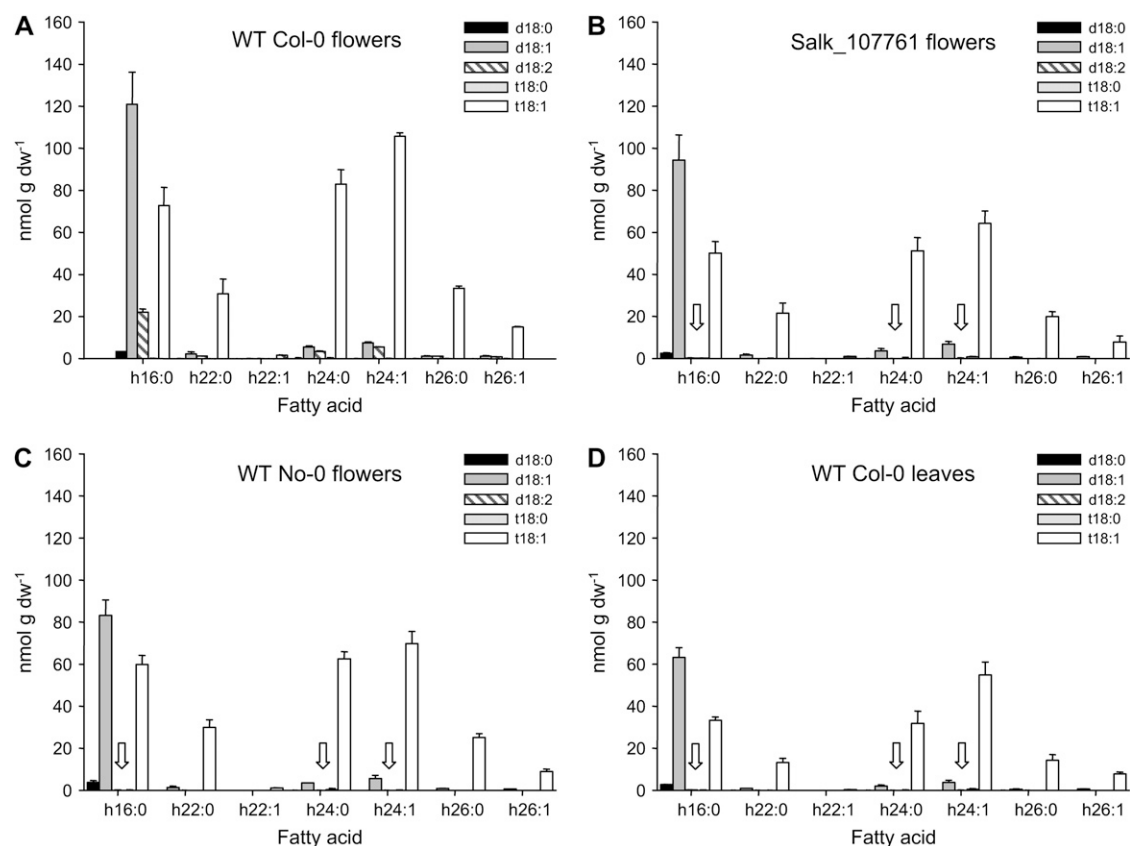 A
WT Col-0 flowers
d18:0
d18:1
d18:2
t18:0
t18:1
160
140
120
100
80
60
40
20
0
nmol g dw-1
h16:0 h22:0 h22:1 h24:0 h24:1 h26:0 h26:1
Fatty acid
B
Salk_107761 flowers
d18:0
d18:1
d18:2
t18:0
t18:1
160
140
120
100
80
60
40
20
0
nmol g dw-1
h16:0 h22:0 h22:1 h24:0 h24:1 h26:0 h26:1
Fatty acid
C
WT No-0 flowers
d18:0
d18:1
d18:2
t18:0
t18:1
160
140
120
100
80
60
40
20
0
nmol g dw-1
h16:0 h22:0 h22:1 h24:0 h24:1 h26:0 h26:1
Fatty acid
D
WT Col-0 leaves
d18:0
d18:1
d18:2
t18:0
t18:1
160
140
120
100
80
60
40
20
0
nmol g dw-1
h16:0 h22:0 h22:1 h24:0 h24:1 h26:0 h26:1
Fatty acid